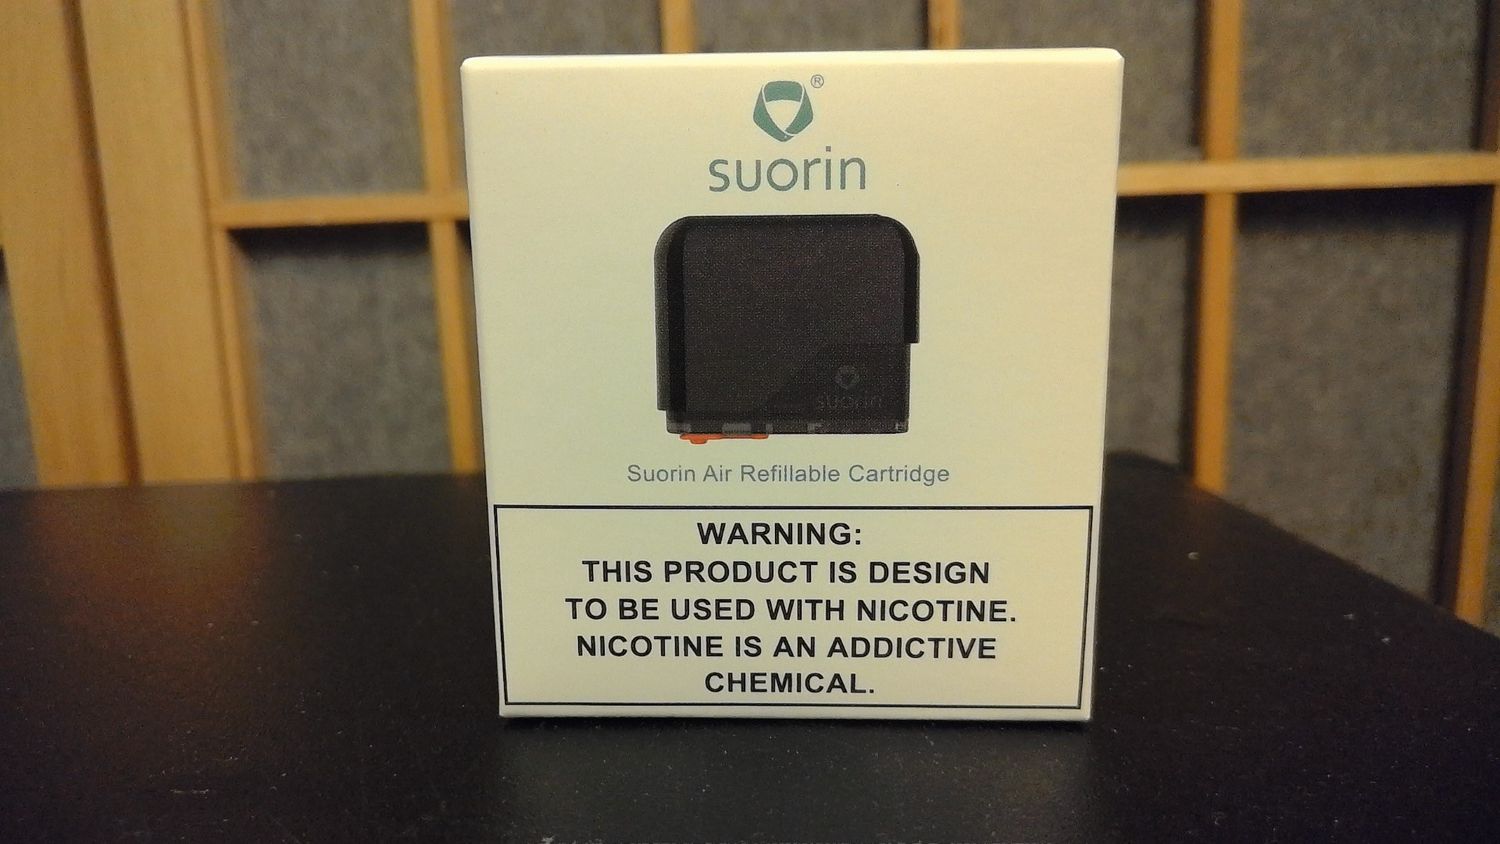 ®
suorin
suorin
Suorin Air Refillable Cartridge
WARNING:
THIS PRODUCT IS DESIGN
TO BE USED WITH NICOTINE.
NICOTINE IS AN ADDICTIVE
CHEMICAL.